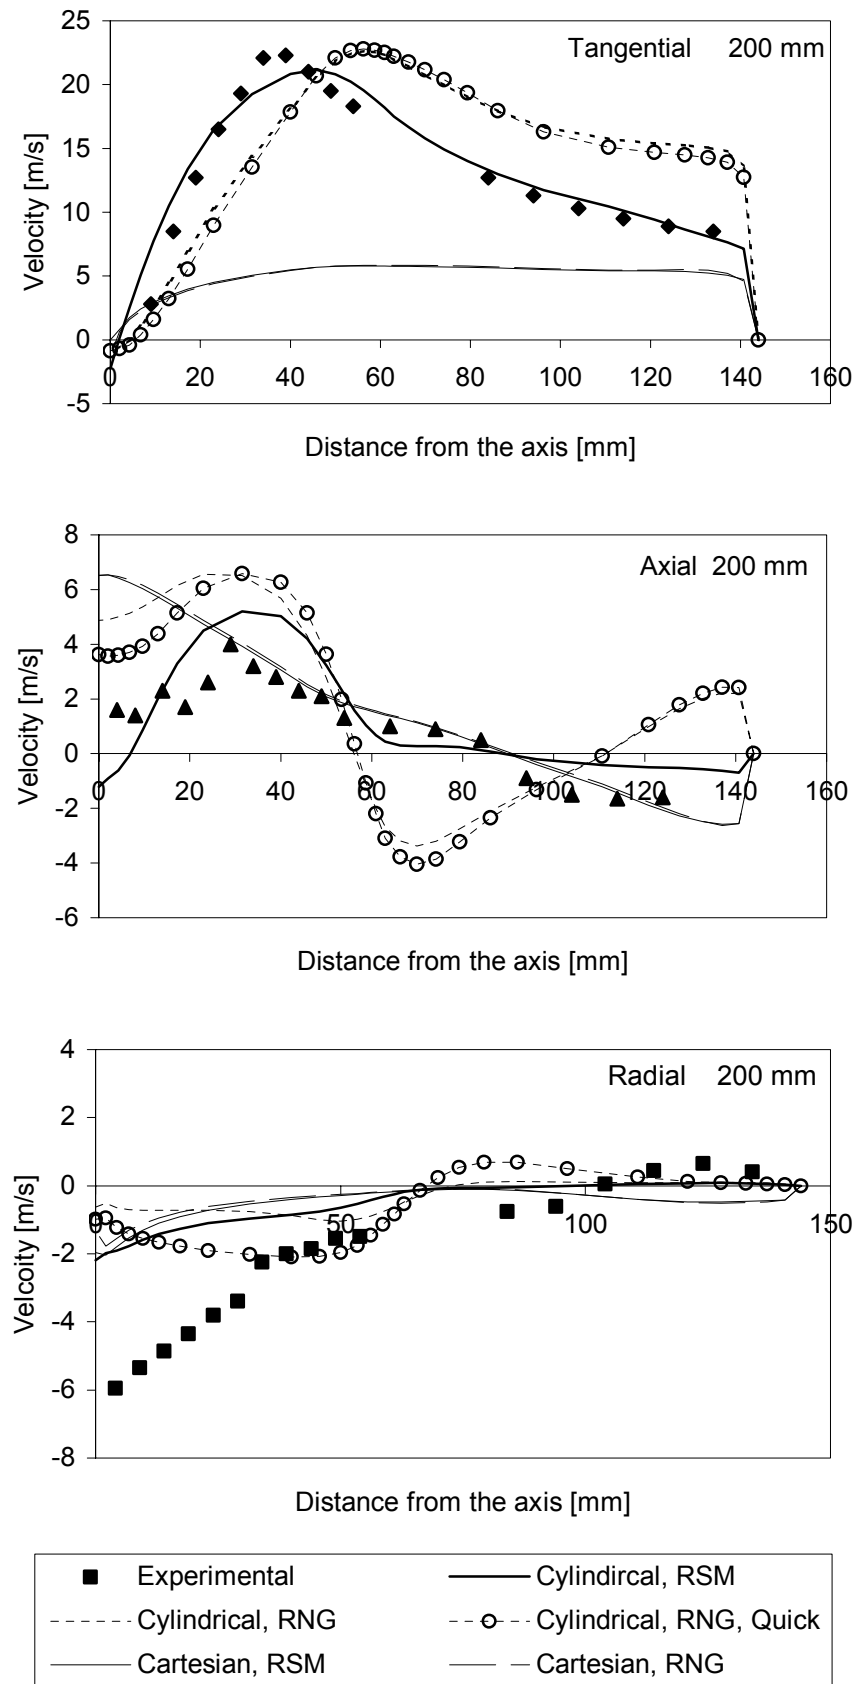 Tangential 200 mm
25
20
15
10
5
0
-5
0 20 40 60 80 100 120 140 160
Velocity [m/s]
Distance from the axis [mm]
Axial 200 mm
8
6
4
2
0
-2
-4
-6
0 20 40 60 80 100 120 140 160
Velocity [m/s]
Distance from the axis [mm]
Radial 200 mm
4
2
0
-2
-4
-6
-8
50 100 150
Velcoity [m/s]
Distance from the axis [mm]
Experimental Cylindircal, RSM
Cylindrical, RNG Cylindrical, RNG, Quick
Cartesian, RSM Cartesian, RNG